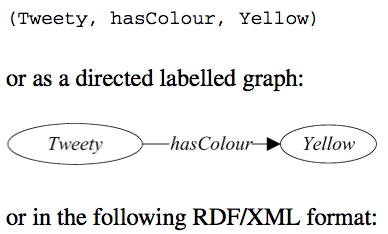 (Tweety, hasColour, Yellow)
or as a directed labelled graph:
Tweety hasColour Yellow
or in the following RDF/XML format: